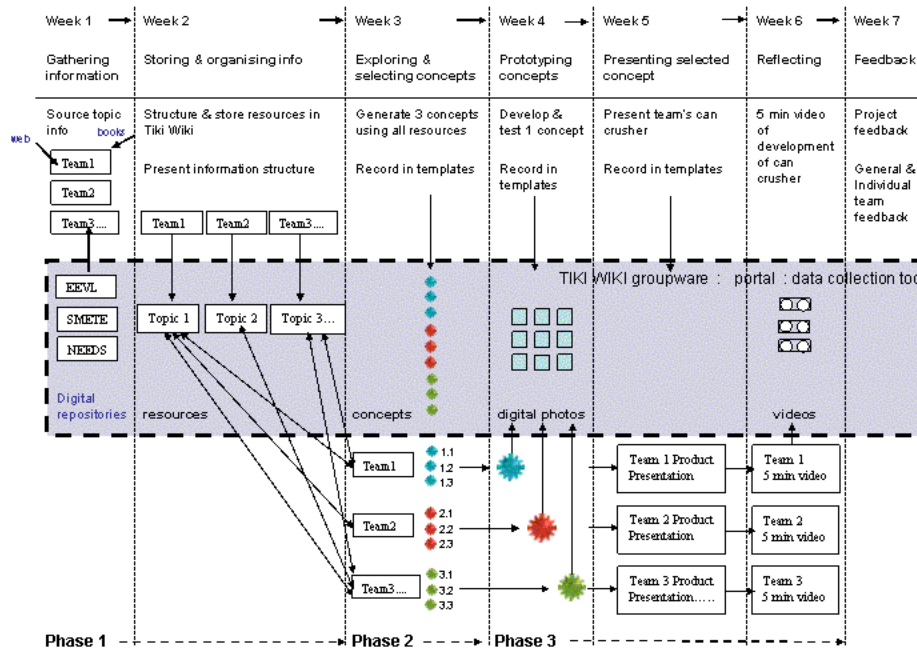 Week 1
Week 2
Week 3
Week 4
Week 5
Week 6
Week 7
Gathering
information
Storing & organising info
Exploring &
selecting concepts
Prototyping
concepts
Presenting selected
concept
Reflecting
Feedback
Source topic
info
web
books
Team1
Team2
Team3....
Structure & store resources in
Tiki Wiki
Present information structure
Generate 3 concepts
using all resources
Record in templates
Develop &
test 1 concept
Record in
templates
Present team's can
crusher
Record in templates
5 min video
of
development
of can
crusher
Project
feedback
General &
Individual
team
feedback
Team1
Team2
Team3....
TIKI WIKI groupware : portal : data collection too
EEVL
SMETE
NEEDS
Topic 1
Topic 2
Topic 3...
Digital
repositories
resources
concepts
digital photos
videos
Team1
1.1
1.2
1.3
Team 1 Product
Presentation
Team 1
5 min video
Team2
2.1
2.2
2.3
Team 2 Product
Presentation
Team 2
5 min video
Team3....
3.1
3.2
3.3
Team 3 Product
Presentation.....
Team 3
5 min video
Phase 1
Phase 2
Phase 3